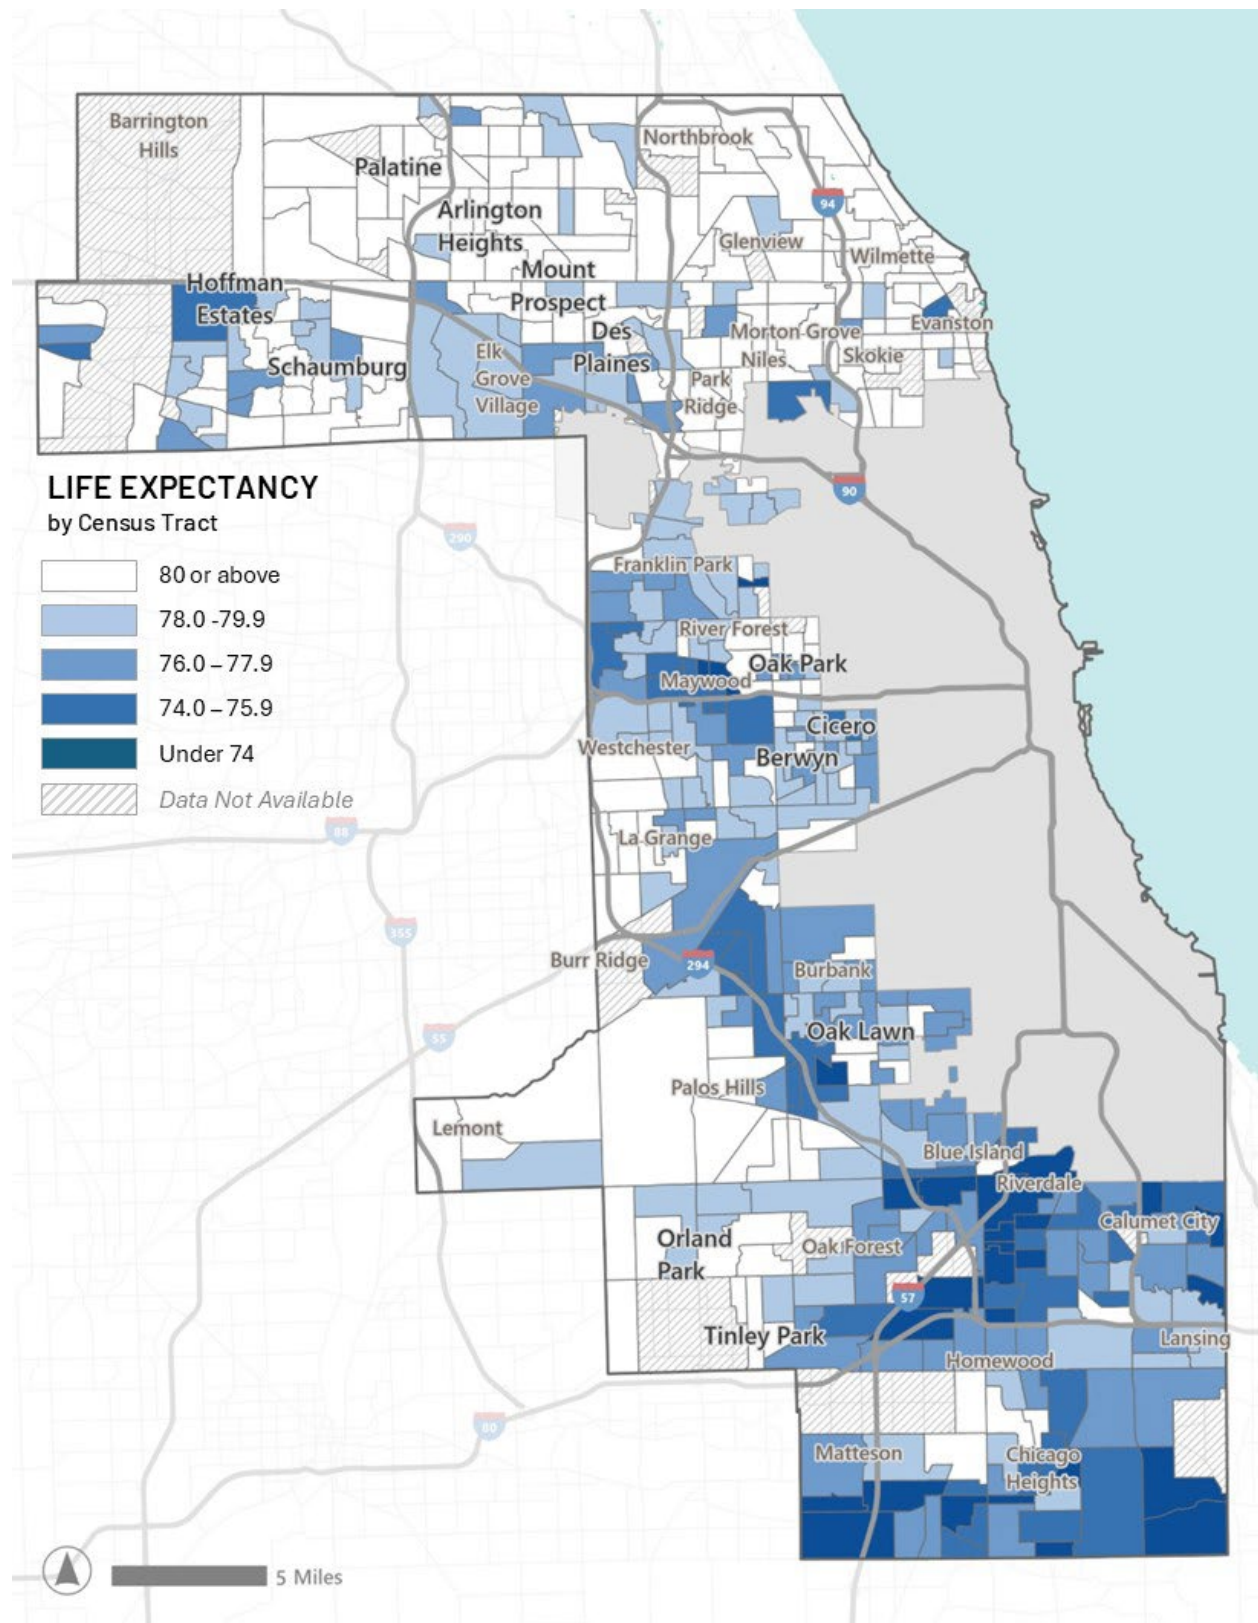 Barrington
Hills
Northbrook
Palatine
94
Arlington
Heights
Glenview
Wilmette
Mount
Prospect
Hoffman
Estates
Evanston
Des
Plaines
Morton Grove
Niles
Skokie
Elk
Grove
Village
Schaumburg
Park
Ridge
LIFE EXPECTANCY
by Census Tract
80 or above
78.0 -79.9
76.0 – 77.9
74.0 – 75.9
Under 74
Data Not Available
90
290
Franklin Park
River Forest
Oak Park
Maywood
Cicero
Westchester
Berwyn
88
La Grange
355
Burr Ridge
294
Burbank
55
Oak Lawn
Palos Hills
Lemont
Blue Island
Riverdale
Calumet City
Orland
Park
Oak Forest
57
Tinley Park
Lansing
Homewood
80
Matteson
Chicago
Heights
5 Miles